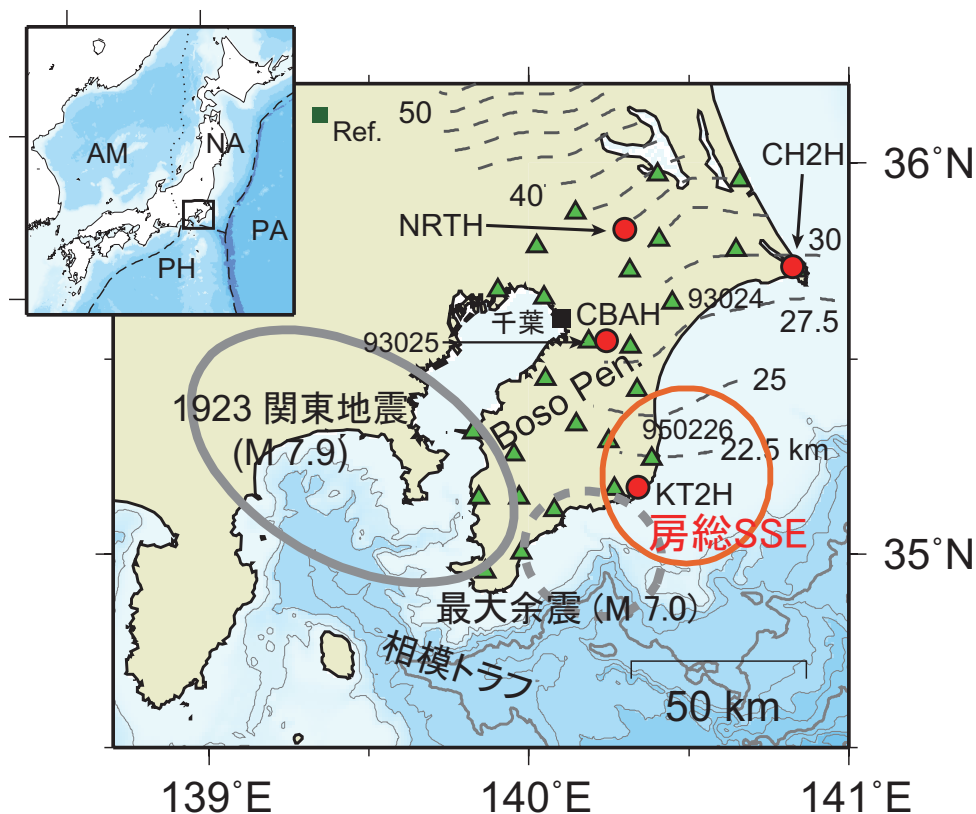 AM
NA
PA
PH
Ref.
50
40
36°N
CH2H
NRTH
30
93024
27.5
千葉
CBAH
93025
Boso Pen.
25
1923 関東地震
(M 7.9)
950226
22.5 km
KT2H
房総SSE
35°N
最大余震 (M 7.0)
相模トラフ
50 km
139°E
140°E
141°E